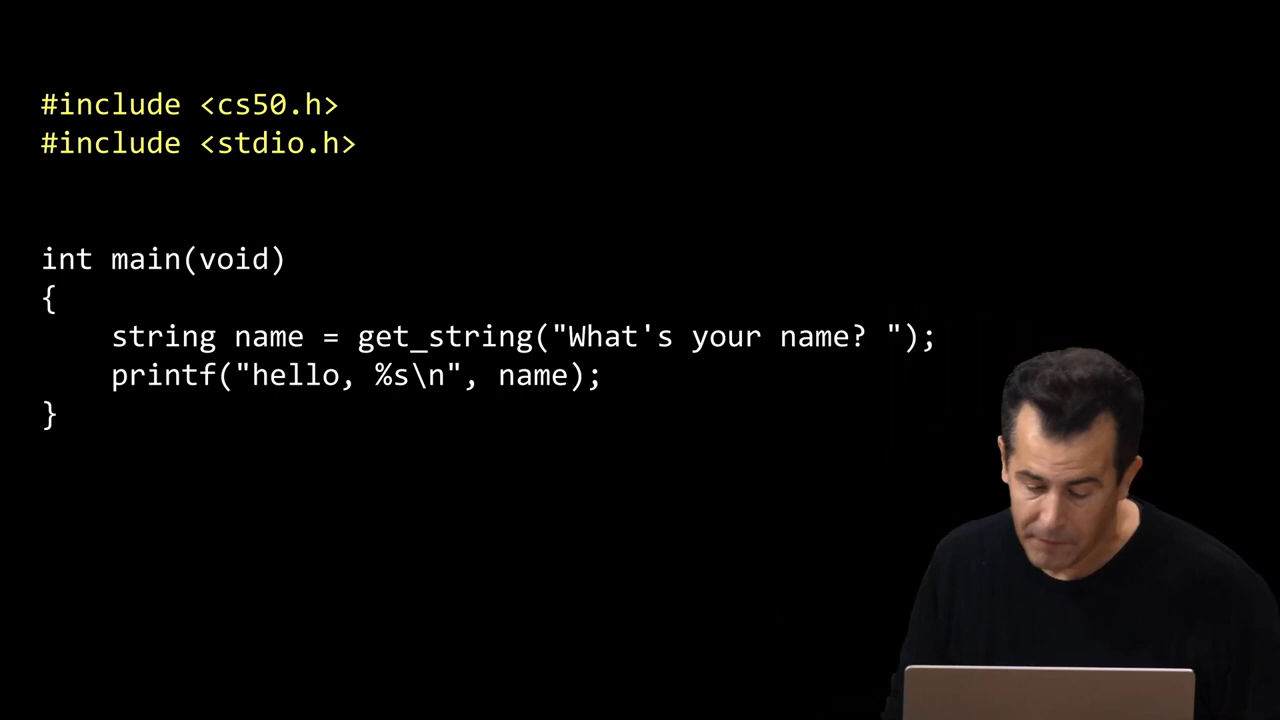 #include <cs50.h>
#include <stdio.h>
int main(void)
{
    string name = get_string("What's your name? ");
    printf("hello, %s\n", name);
}